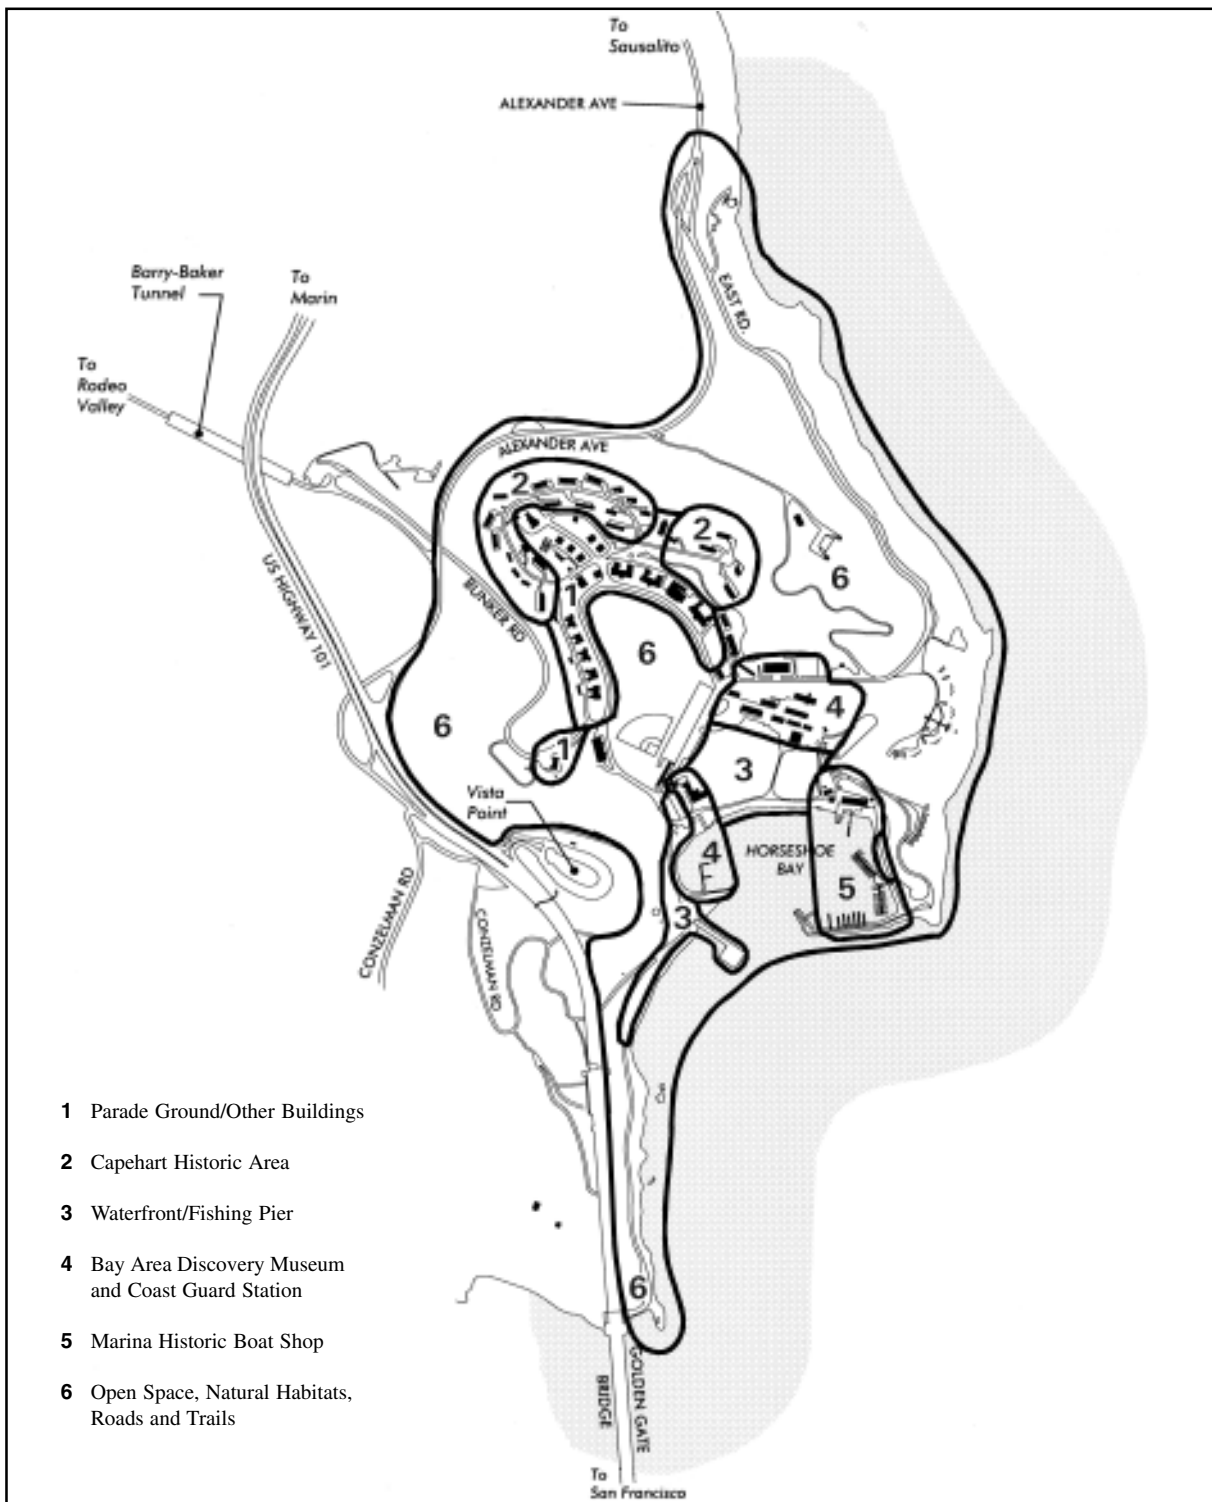 To
Sausalito
ALEXANDER AVE
Barry-Baker
Tunnel
To
Marin
EAST RD.
To
Rodeo
Valley
ALEXANDER AVE
2
2
US HIGHWAY 101
BUNKER RD
1
6
6
6
4
1
3
Vista
Point
4
HORSESHOE
BAY
5
3
CONZELMAN RD
CONZELMAN RD
1 Parade Ground/Other Buildings
2 Capehart Historic Area
3 Waterfront/Fishing Pier
4 Bay Area Discovery Museum
and Coast Guard Station
5 Marina Historic Boat Shop
6 Open Space, Natural Habitats,
Roads and Trails
6
GOLDEN GATE
BRIDGE
To
San Francisco